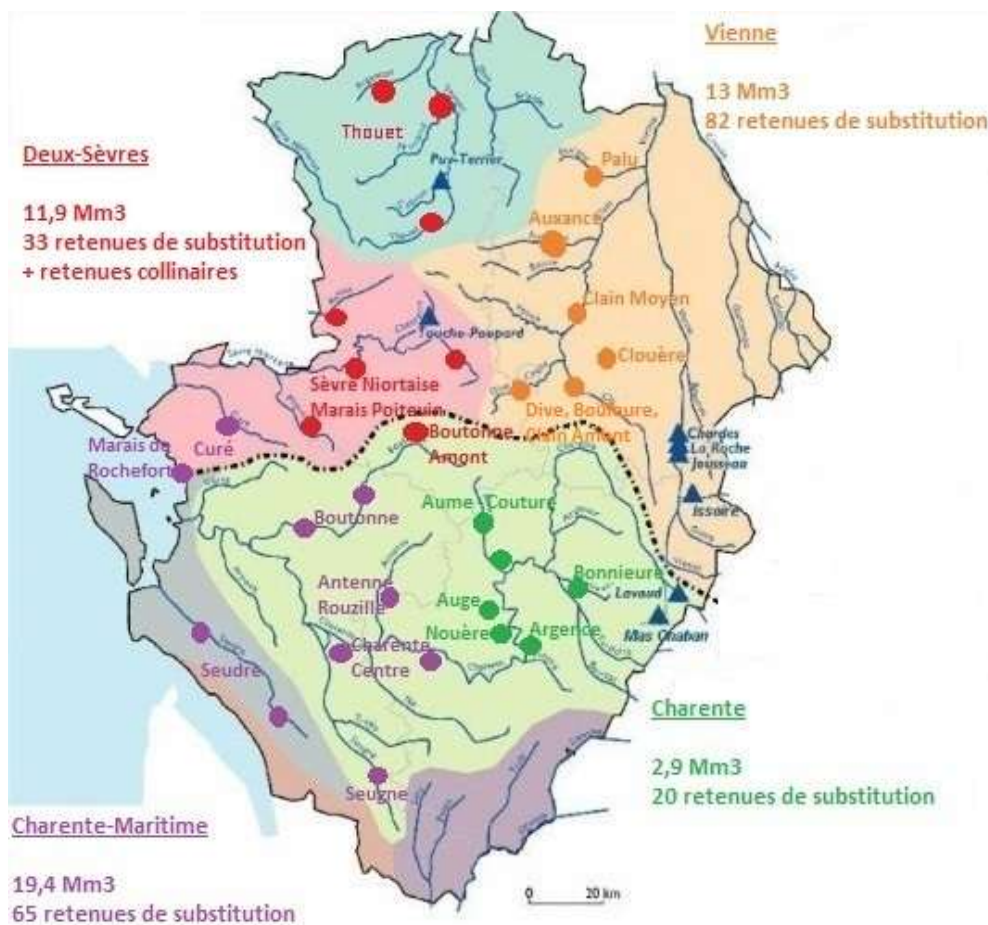 Vienne
13 Mm3
82 retenues de substitution
Deux-Sèvres
11,9 Mm3
33 retenues de substitution
+ retenues collinaires
Thouet
Puy-Terrier
Palu
Auxance
Clain Moyen
Touche-Poupard
Clouère
Sèvre Niortaise
Marais Poitevin
Dive, Bouleure,
Clain Amont
Marais de
Rochefort
Curé
Boutonne
Amont
Chardes
La Roche
Jousseau
Issoire
Boutonne
Aume-Couture
Antenne
Rouzille
Bonnieure
Lavaud
Mas Chaban
Auge
Nouère
Argence
Charente
Centre
Seudre
Seugne
Charente
2,9 Mm3
20 retenues de substitution
Charente-Maritime
19,4 Mm3
65 retenues de substitution
0 20 km